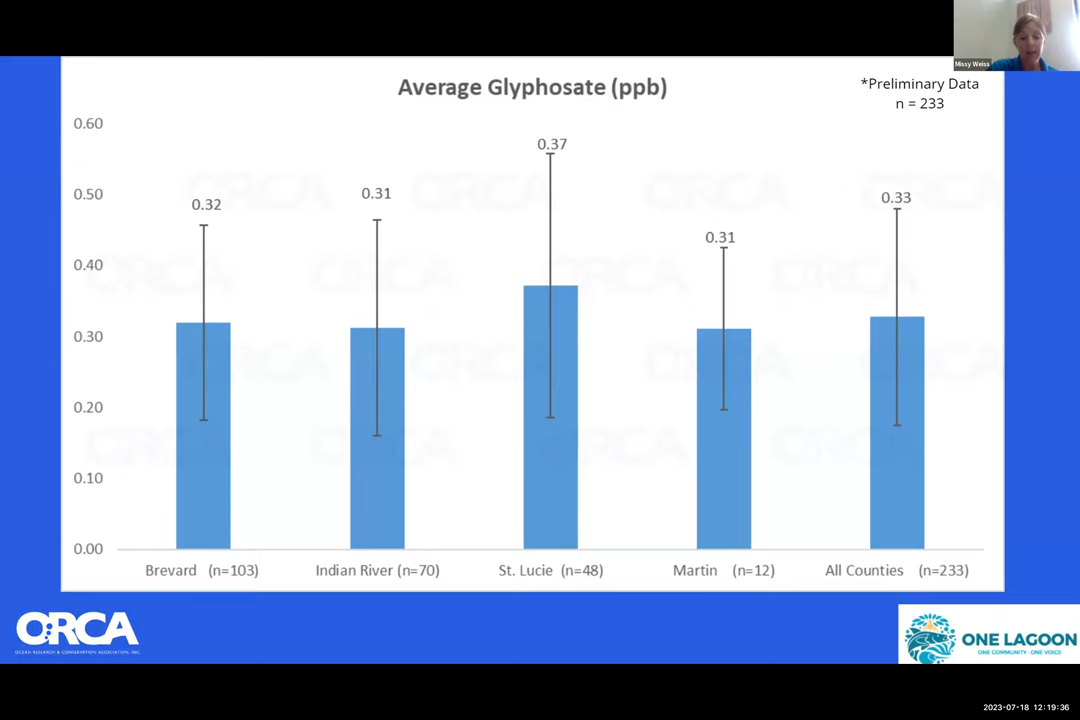 Missy Weiss
Average Glyphosate (ppb)
*Preliminary Data
n = 233
0.60
0.50
0.40
0.30
0.20
0.10
0.00
0.32
0.31
0.37
0.31
0.33
Brevard (n=103)
Indian River (n=70)
St. Lucie (n=48)
Martin (n=12)
All Counties (n=233)
ORCA
OCEAN RESEARCH & CONSERVATION ASSOCIATION, INC.
ONE LAGOON
ONE COMMUNITY · ONE VOICE
2023-07-18 12:19:36